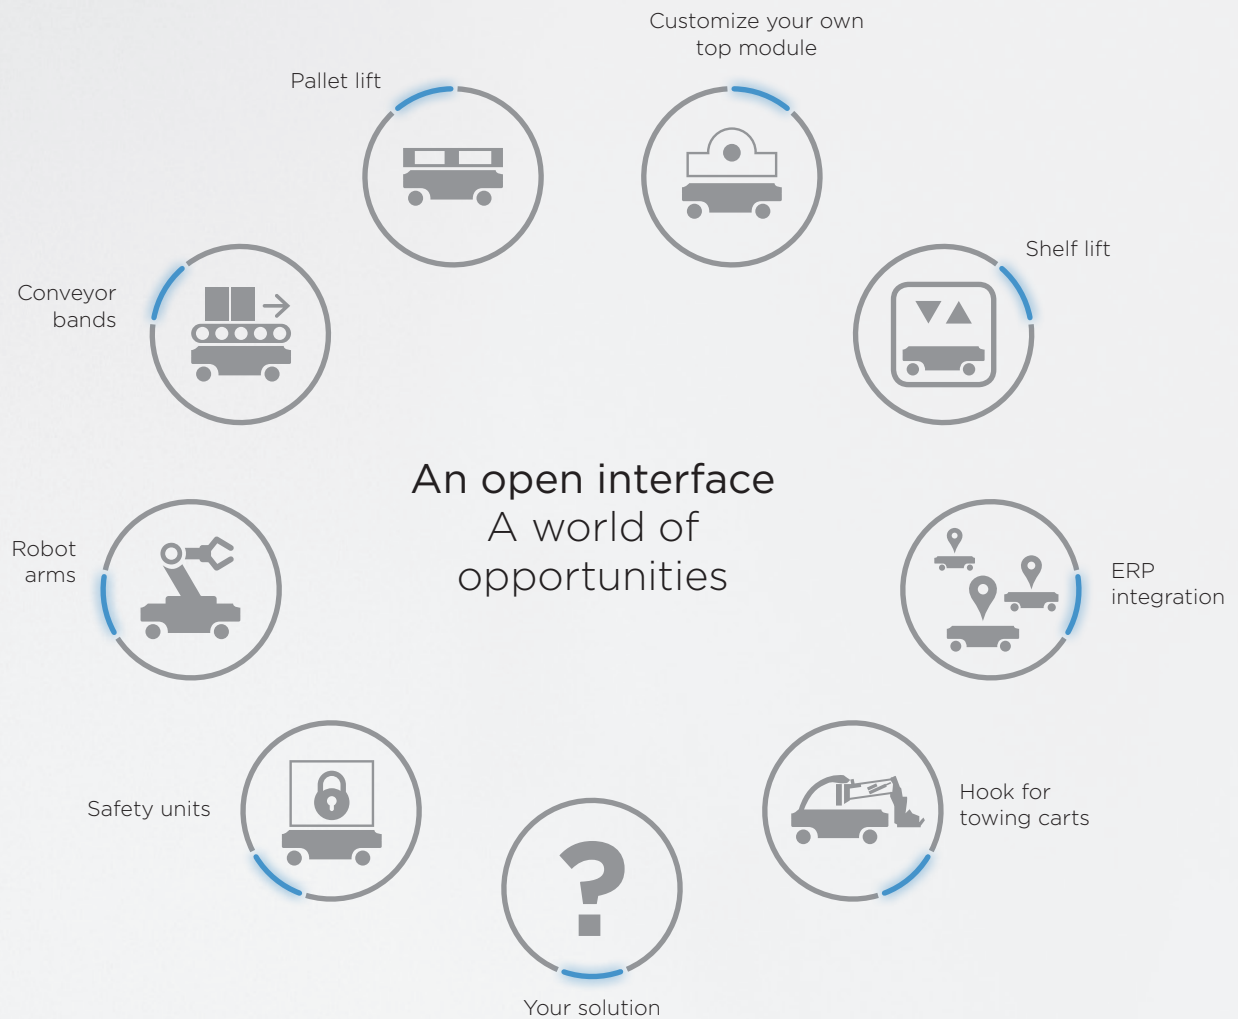 Customize your own
top module
Pallet lift
Shelf lift
Conveyor
bands
An open interface
A world of
opportunities
Robot
arms
ERP
integration
Safety units
Hook for
towing carts
?
Your solution